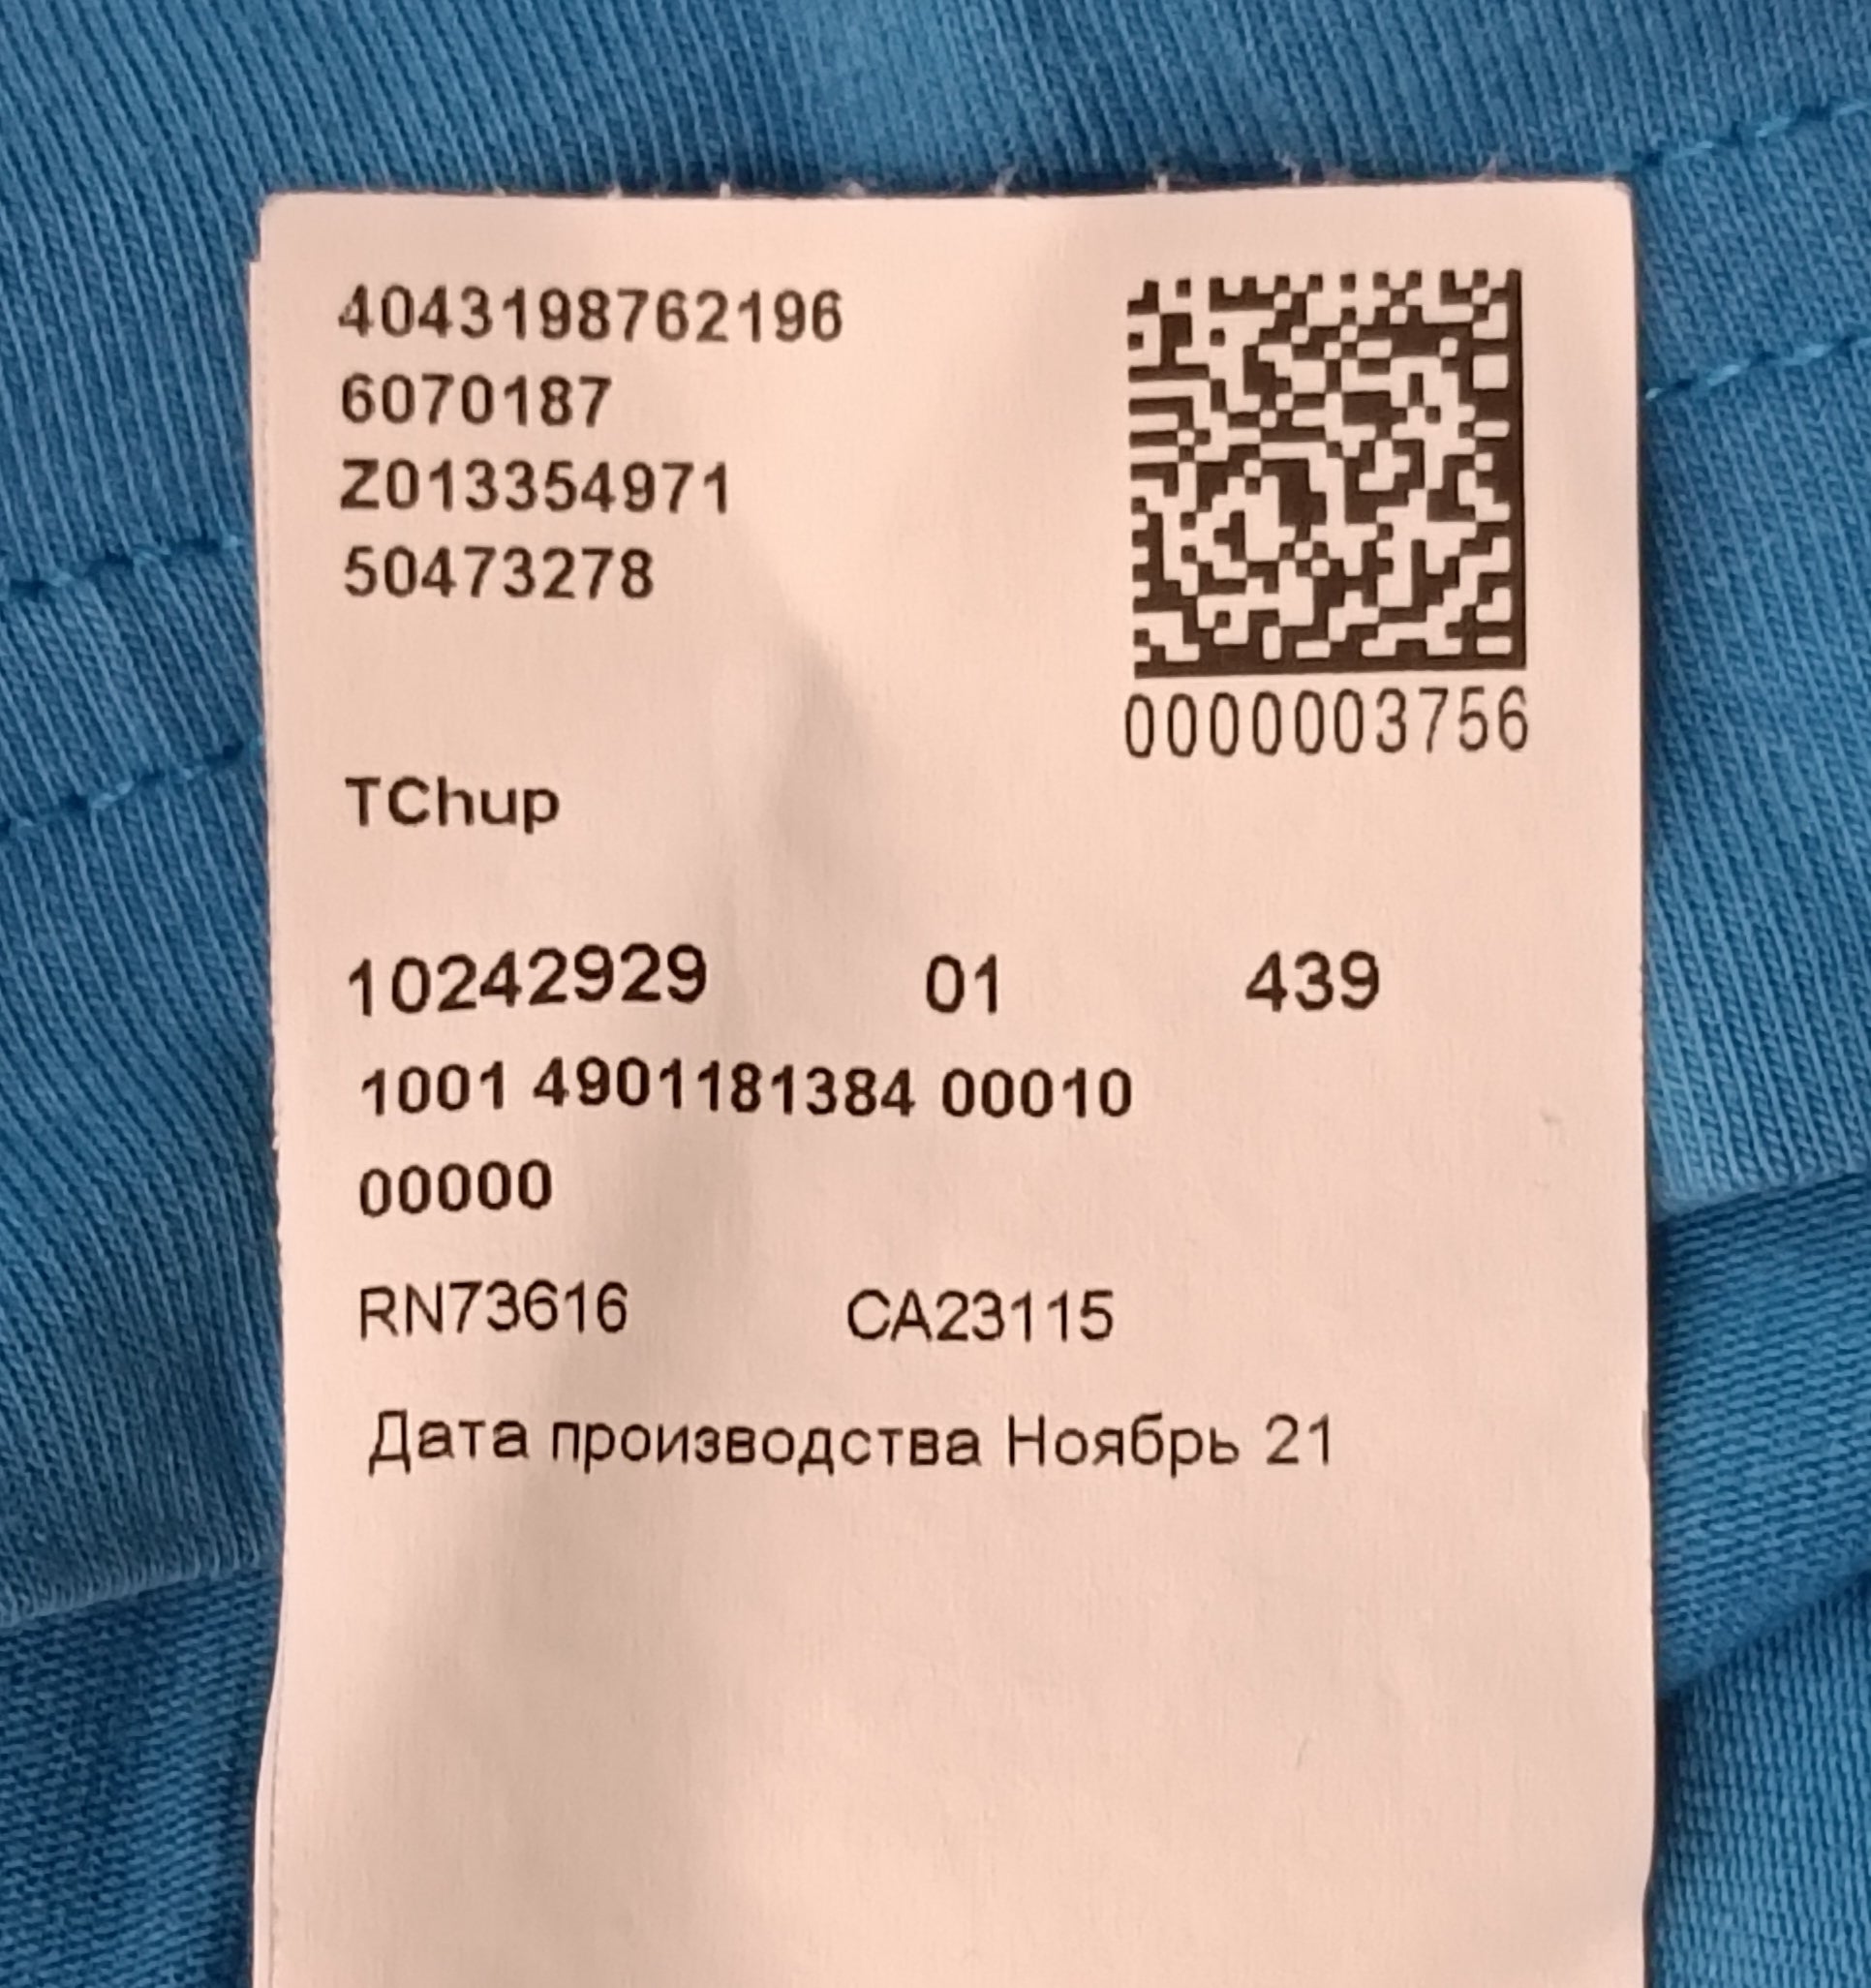 4043198762196
6070187
Z013354971
50473278
0000003756
TChup
10242929 01 439
1001 4901181384 00010
00000
RN73616 CA23115
Дата производства Ноябрь 21